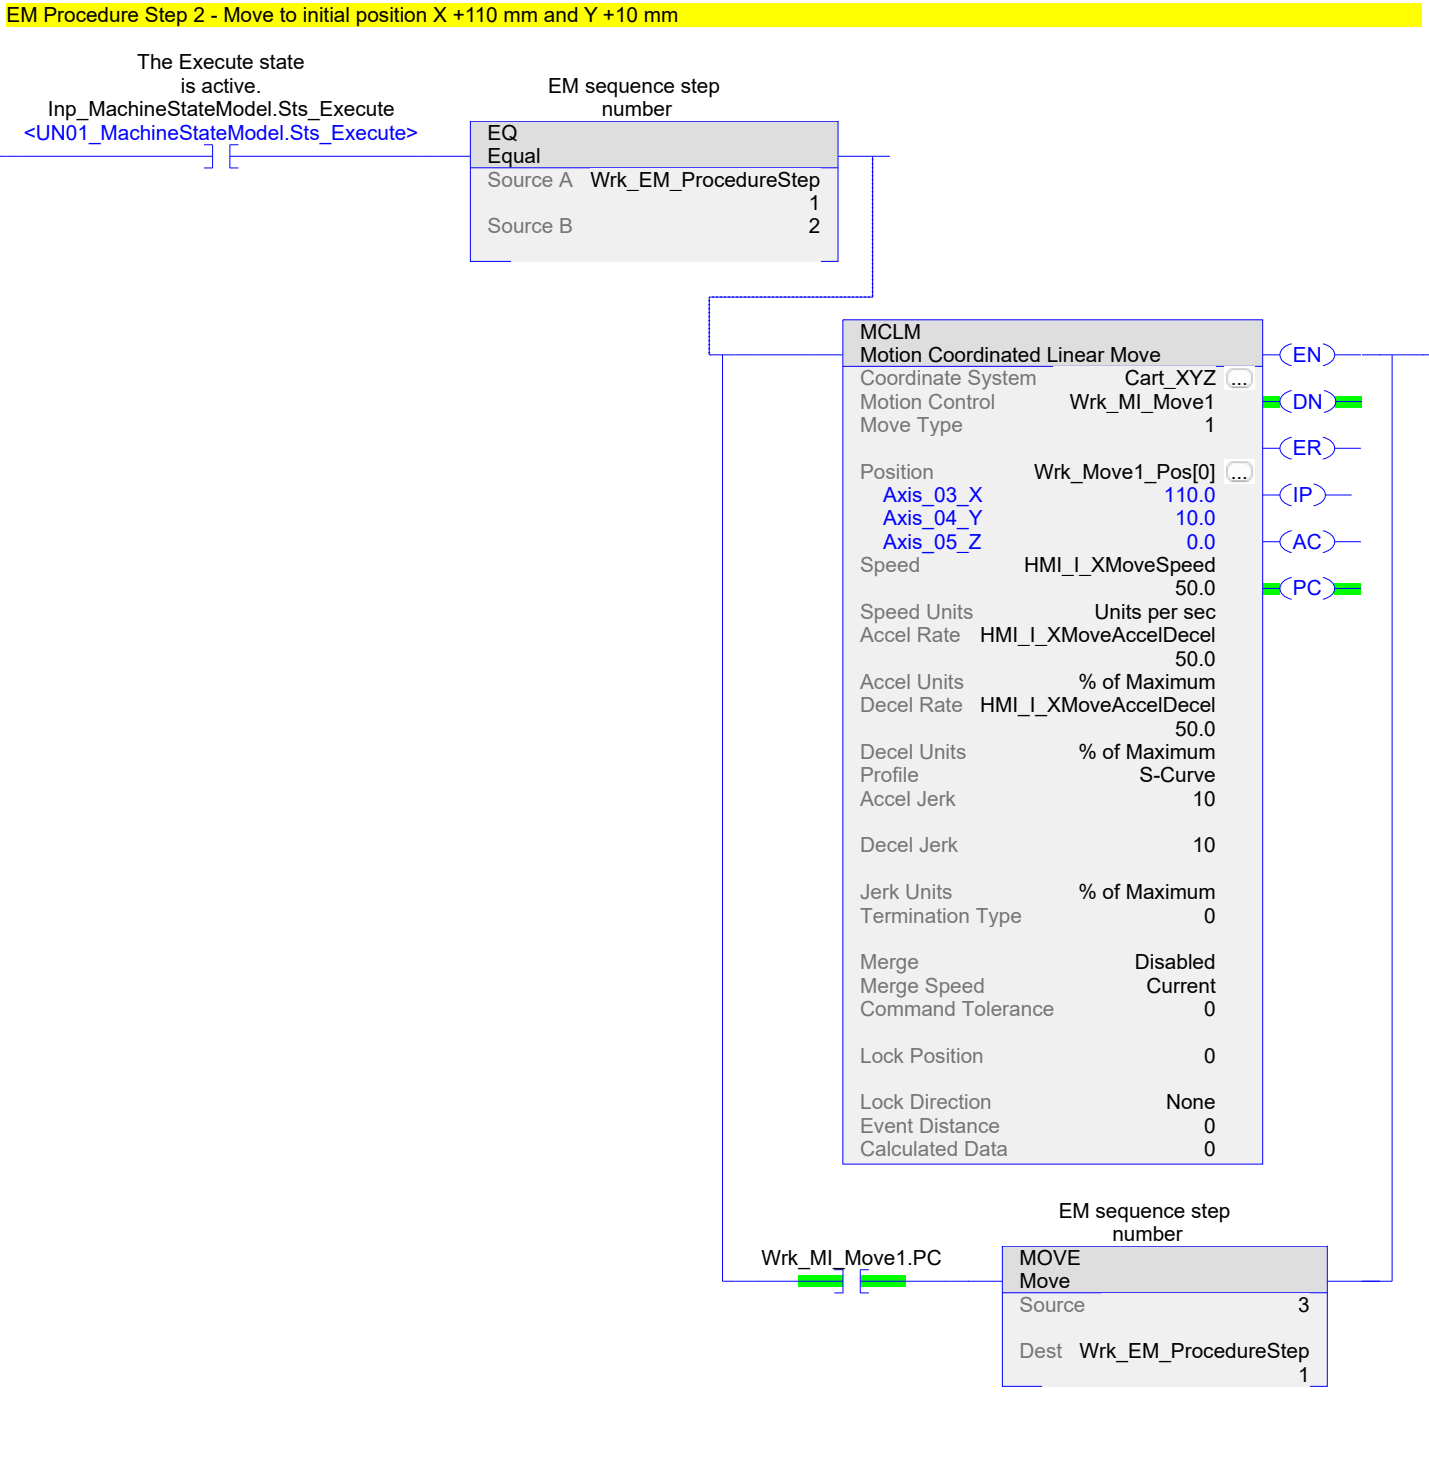 EM Procedure Step 2 - Move to initial position X +110 mm and Y +10 mm
The Execute state
is active.
Inp_MachineStateModel.Sts_Execute
<UN01_MachineStateModel.Sts_Execute>
EM sequence step
number
EQ
Equal
Source A Wrk_EM_ProcedureStep
1
Source B 2
MCLM
Motion Coordinated Linear Move
Coordinate System Cart_XYZ ...
Motion Control Wrk_MI_Move1
Move Type 1
Position Wrk_Move1_Pos[0] ...
Axis_03_X 110.0
Axis_04_Y 10.0
Axis_05_Z 0.0
Speed HMI_I_XMoveSpeed
50.0
Speed Units Units per sec
Accel Rate HMI_I_XMoveAccelDecel
50.0
Accel Units % of Maximum
Decel Rate HMI_I_XMoveAccelDecel
50.0
Decel Units % of Maximum
Profile S-Curve
Accel Jerk 10
Decel Jerk 10
Jerk Units % of Maximum
Termination Type 0
Merge Disabled
Merge Speed Current
Command Tolerance 0
Lock Position 0
Lock Direction None
Event Distance 0
Calculated Data 0
EN
DN
ER
IP
AC
PC
Wrk_MI_Move1.PC
EM sequence step
number
MOVE
Move
Source 3
Dest Wrk_EM_ProcedureStep
1